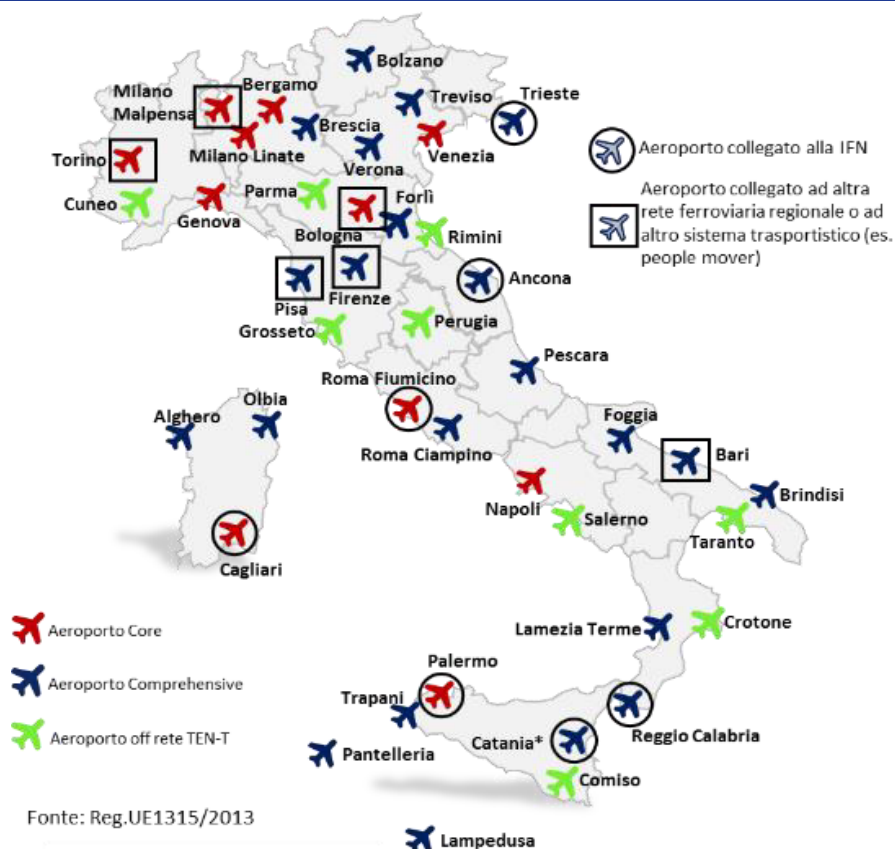 Bolzano
Milano
Malpensa
Bergamo
Treviso
Trieste
Brescia
Milano Linate
Verona
Venezia
Torino
Cuneo
Genova
Parma
Forlì
Bologna
Rimini
Aeroporto collegato alla IFN
Aeroporto collegato ad altra
rete ferroviaria regionale o ad
altro sistema trasportistico (es.
people mover)
Pisa
Firenze
Ancona
Grosseto
Perugia
Pescara
Roma Fiumicino
Roma Ciampino
Foggia
Bari
Olbia
Alghero
Cagliari
Napoli
Salerno
Brindisi
Taranto
Lamezia Terme
Crotone
Aeroporto Core
Aeroporto Comprehensive
Aeroporto off rete TEN-T
Palermo
Trapani
Pantelleria
Catania*
Reggio Calabria
Comiso
Fonte: Reg.UE1315/2013
Lampedusa